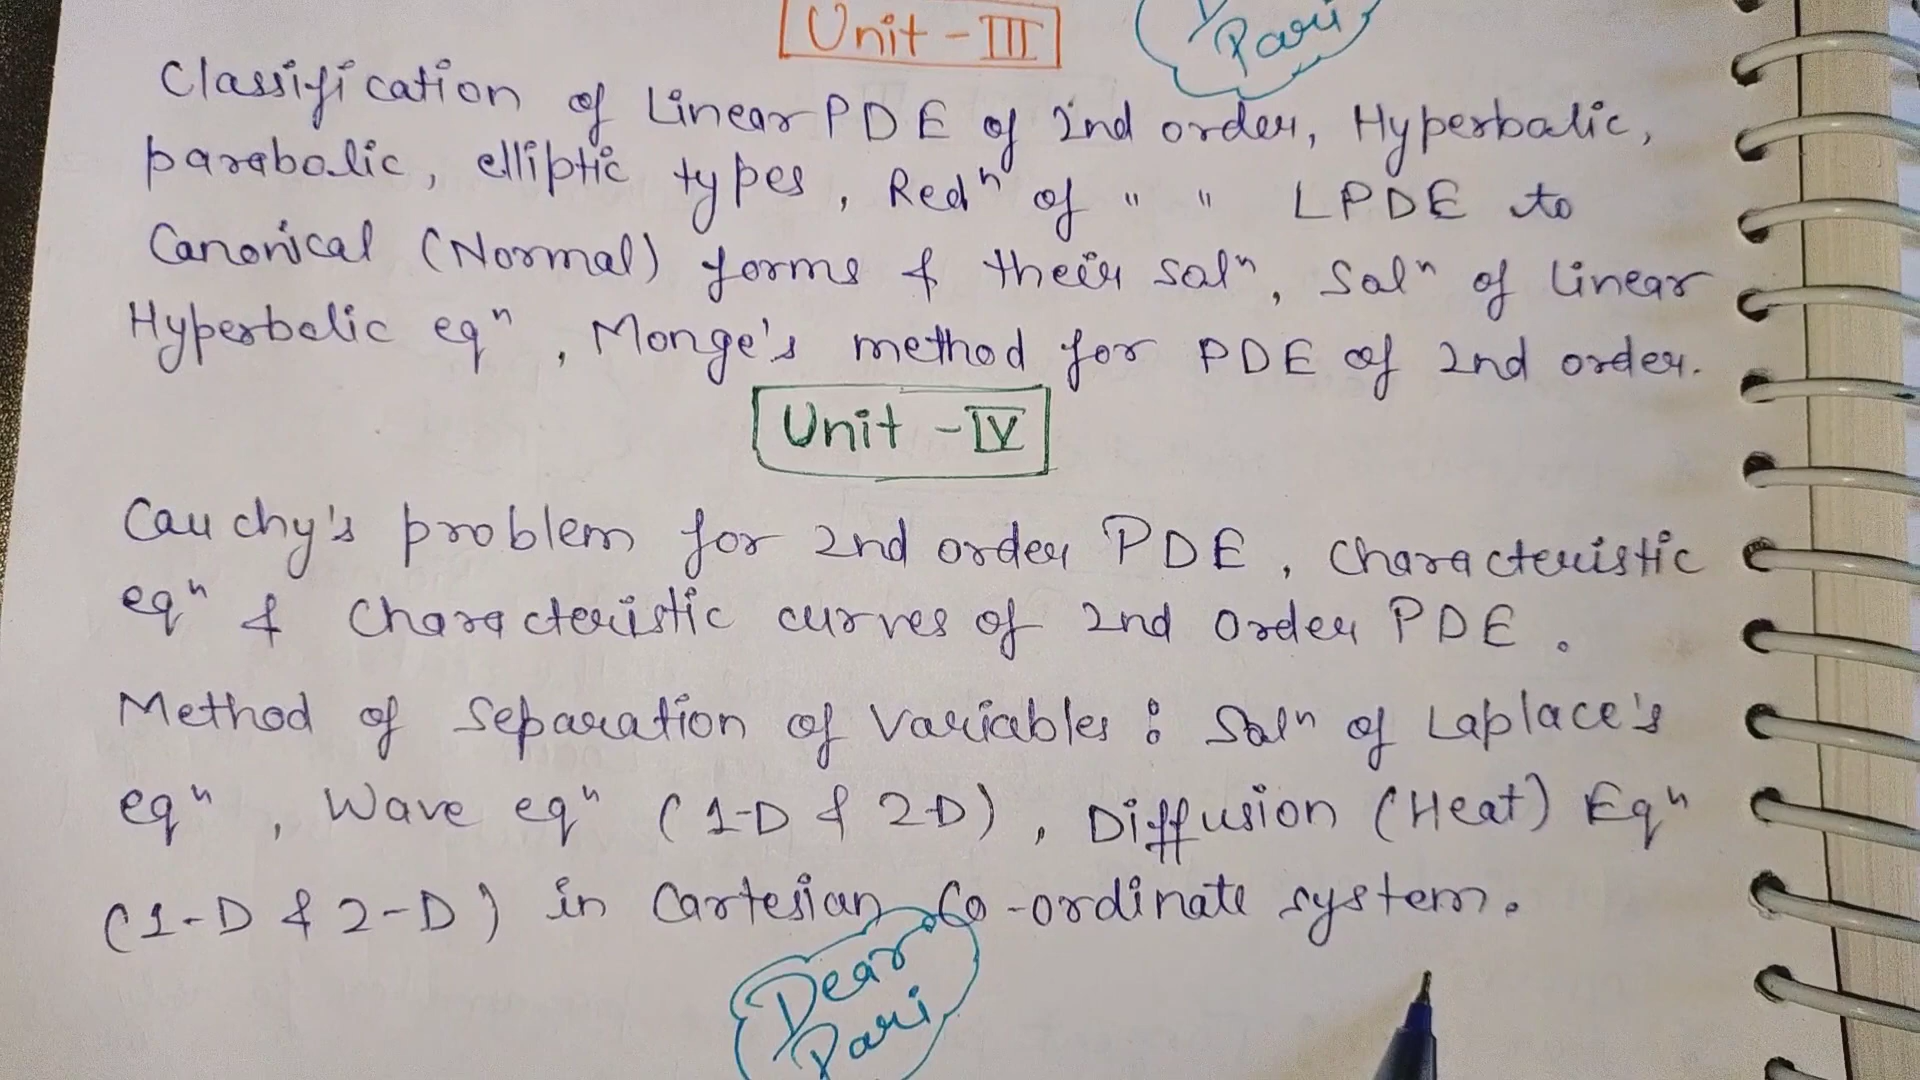 Unit - III
Pari
Classification of Linear PDE of 2nd order, Hyperbolic,
parabolic, elliptic types, Redⁿ of " " LPDE to
Canonical (Normal) forms & their solⁿ, Solⁿ of linear
Hyperbolic eqⁿ, Monge's method for PDE of 2nd order.
Unit - IV
Cauchy's problem for 2nd order PDE, Characteristic
eqⁿ & Characteristic curves of 2nd Order PDE.
Method of Separation of Variables : Solⁿ of Laplace's
eqⁿ, Wave eqⁿ (1-D & 2-D), Diffusion (Heat) Eqⁿ
(1-D & 2-D) in Cartesian Co-ordinate system.
Dear
Pari